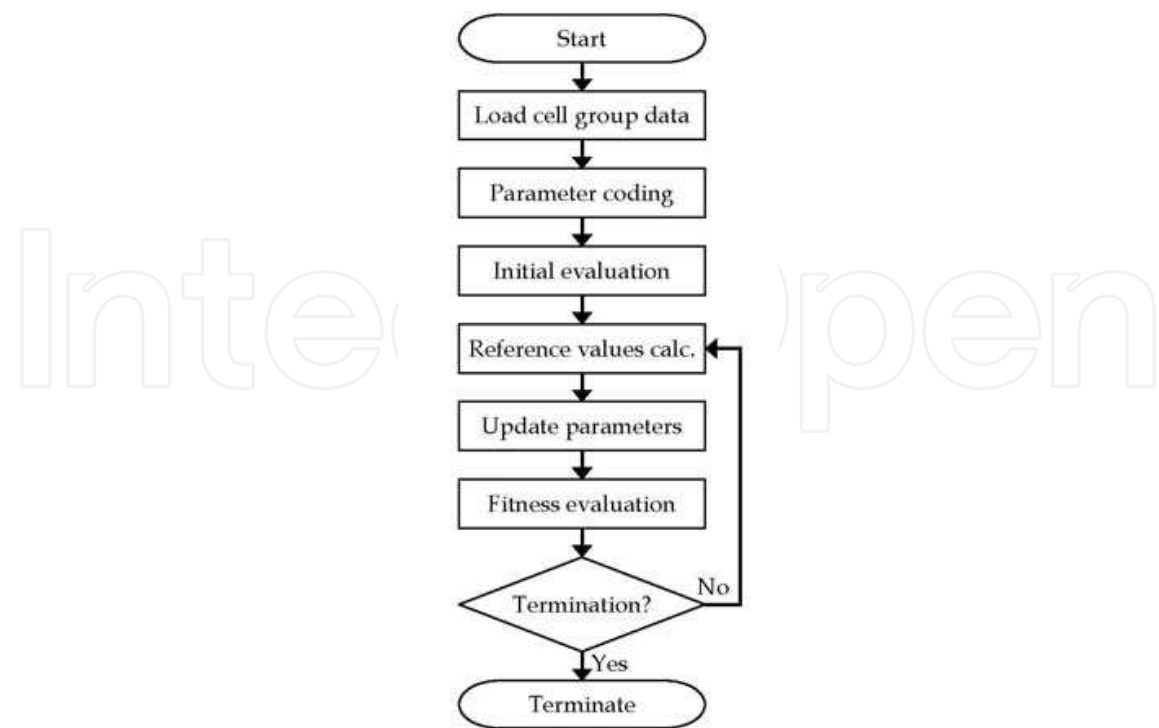 Start
Load cell group data
Parameter coding
Initial evaluation
Reference values calc.
Update parameters
Fitness evaluation
Termination?
No
Yes
Terminate